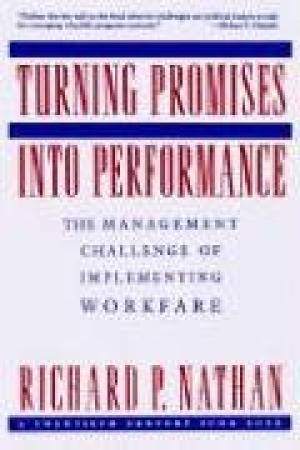 TURNING PROMISES
INTO PERFORMANCE
THE MANAGEMENT
CHALLENGE OF
IMPLEMENTING
WORKFARE
RICHARD P. NATHAN
A TWENTIETH CENTURY FUND BOOK